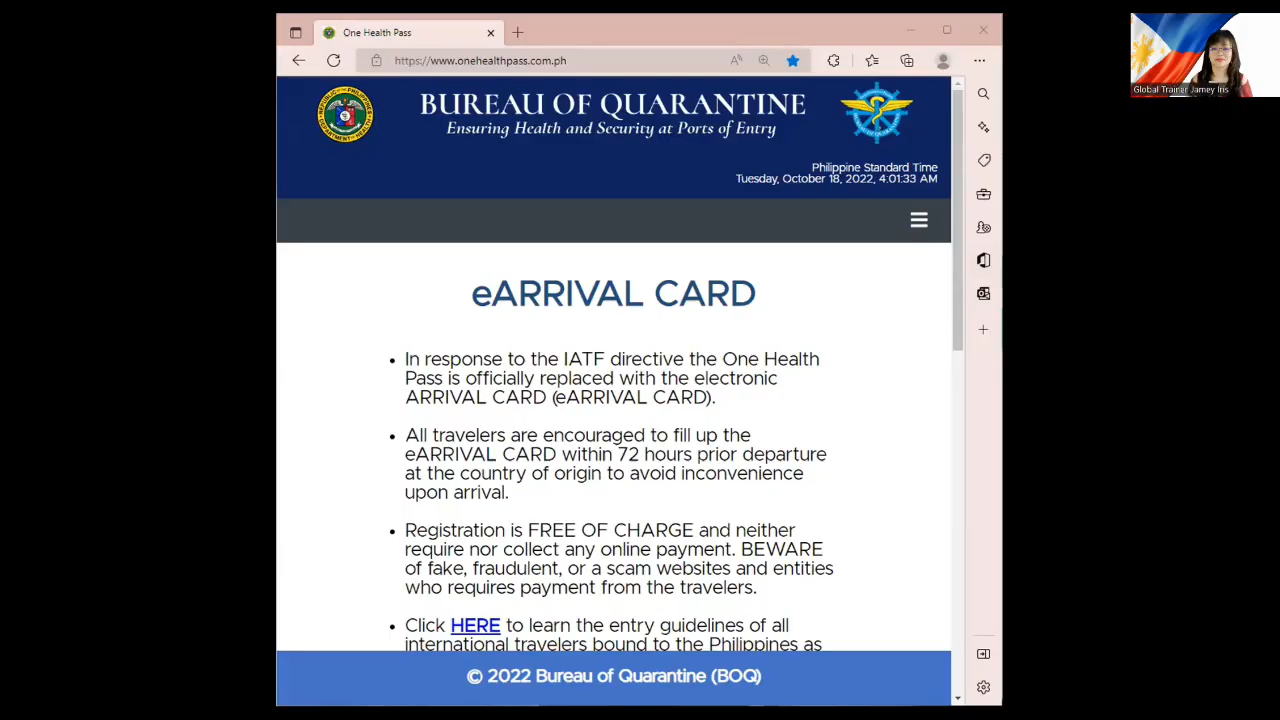 One Health Pass
https://www.onehealthpass.com.ph
Global Trainer Jamey Iris
BUREAU OF QUARANTINE
Ensuring Health and Security at Ports of Entry
Philippine Standard Time
Tuesday, October 18, 2022, 4:01:33 AM
eARRIVAL CARD
• In response to the IATF directive the One Health
Pass is officially replaced with the electronic
ARRIVAL CARD (eARRIVAL CARD).
• All travelers are encouraged to fill up the
eARRIVAL CARD within 72 hours prior departure
at the country of origin to avoid inconvenience
upon arrival.
• Registration is FREE OF CHARGE and neither
require nor collect any online payment. BEWARE
of fake, fraudulent, or a scam websites and entities
who requires payment from the travelers.
• Click HERE to learn the entry guidelines of all
international travelers bound to the Philippines as
© 2022 Bureau of Quarantine (BOQ)